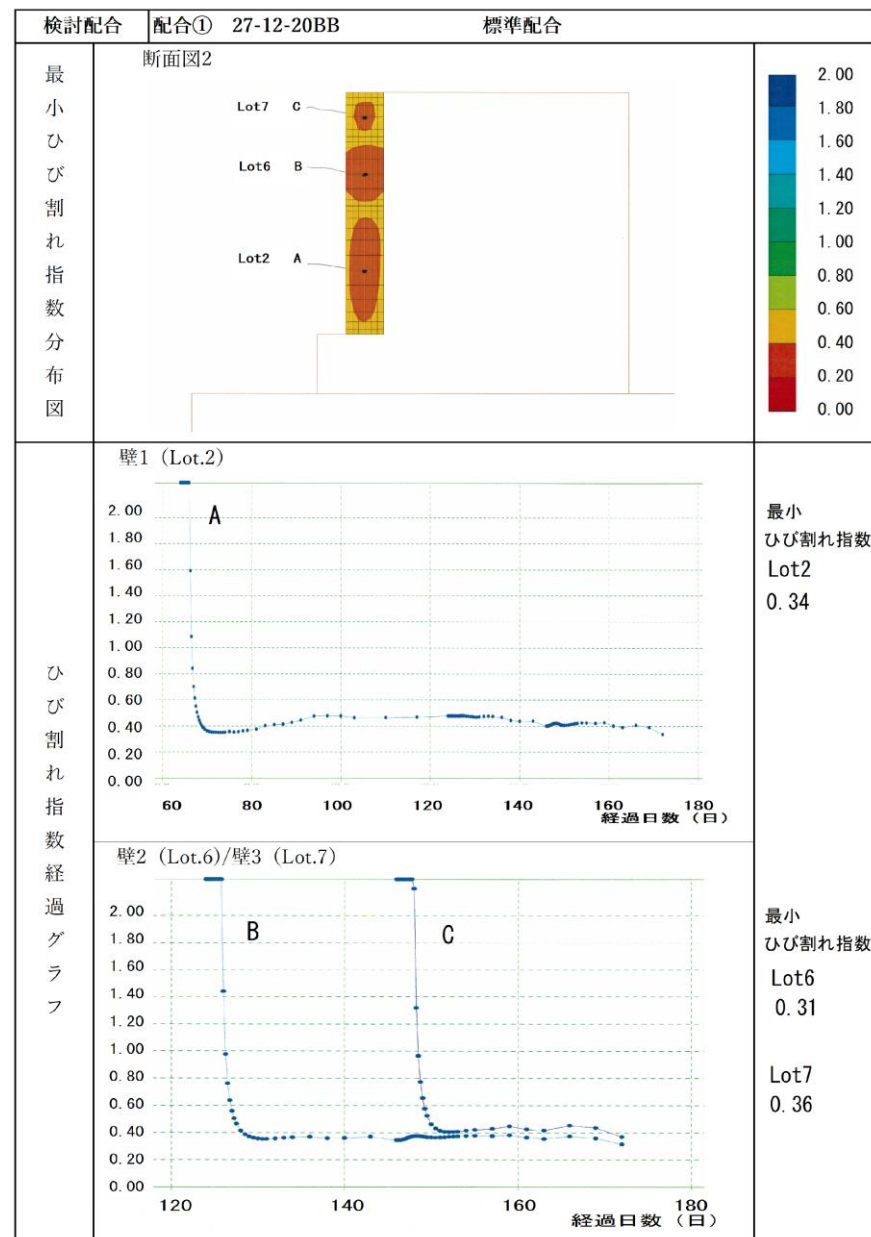 検討配合 配合① 27-12-20BB 標準配合
最小ひび割れ指数分布図
断面図2
Lot7 C
Lot6 B
Lot2 A
2.00
1.80
1.60
1.40
1.20
1.00
0.80
0.60
0.40
0.20
0.00
ひび割れ指数経過グラフ
壁1 (Lot.2)
A
2.00
1.80
1.60
1.40
1.20
1.00
0.80
0.60
0.40
0.20
0.00
60 80 100 120 140 160 180
経過日数(日)
最小
ひび割れ指数
Lot2
0.34
壁2 (Lot.6)/壁3 (Lot.7)
B C
2.00
1.80
1.60
1.40
1.20
1.00
0.80
0.60
0.40
0.20
0.00
120 140 160 180
経過日数(日)
最小
ひび割れ指数
Lot6
0.31
Lot7
0.36